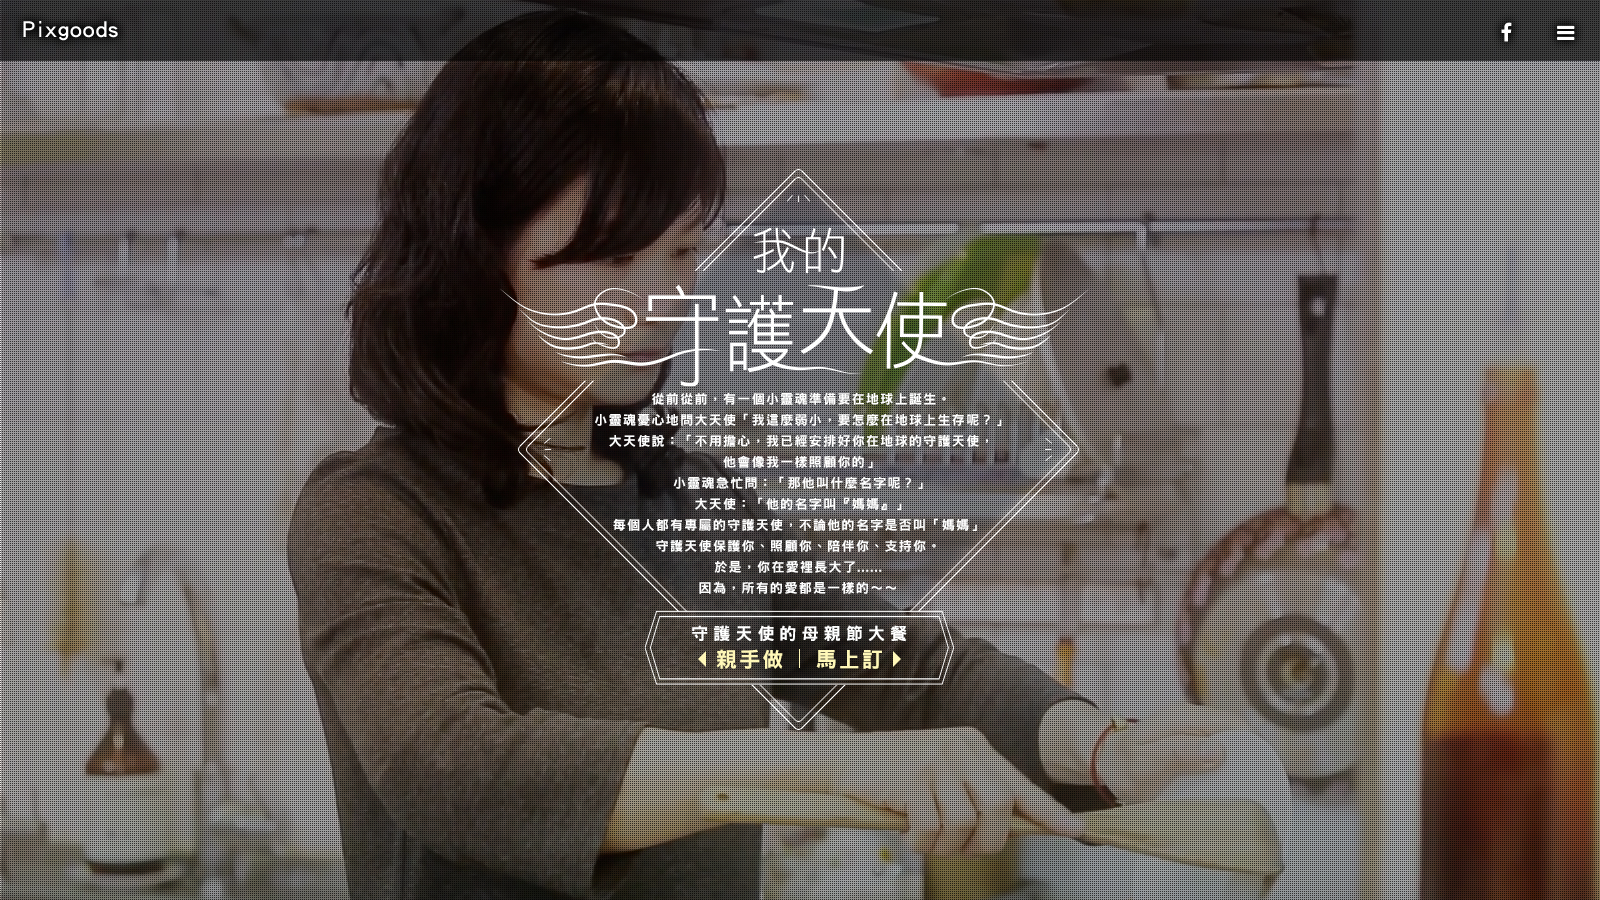 Pixgoods
我的
守護天使
從前從前，有一個小靈魂準備要在地球上誕生。
小靈魂憂心地問大天使「我這麼弱小，要怎麼在地球上生存呢？」
大天使說：「不用擔心，我已經安排好你在地球的守護天使，
他會像我一樣照顧你的」
小靈魂急忙問：「那他叫什麼名字呢？」
大天使：「他的名字叫『媽媽』」
每個人都有專屬的守護天使，不論他的名字是否叫「媽媽」
守護天使保護你、照顧你、陪伴你、支持你。
於是，你在愛裡長大了......
因為，所有的愛都是一樣的～～
守護天使的母親節大餐
親手做｜馬上訂